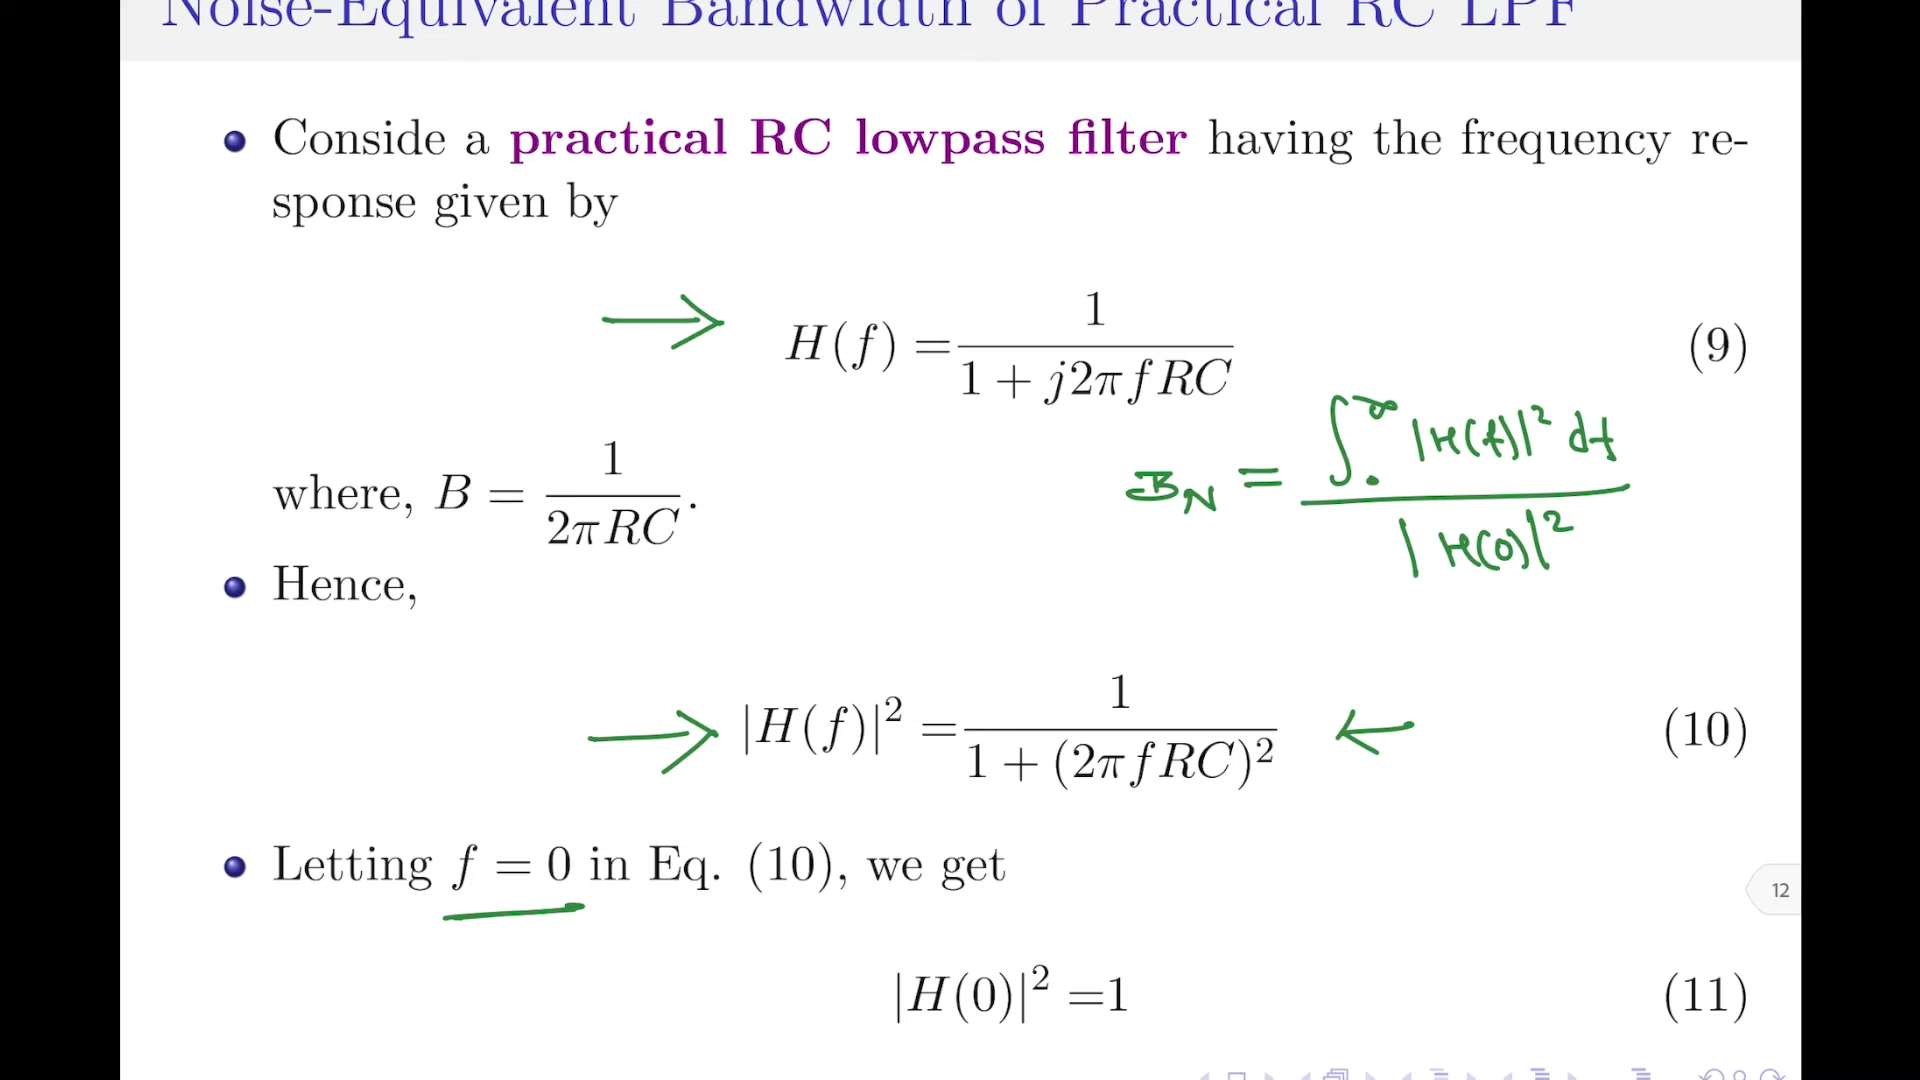 Noise-Equivalent Bandwidth of Practical RC LPF
Conside a practical RC lowpass filter having the frequency re-
sponse given by
H(f) = 1 / (1 + j2πfRC) (9)
where, B = 1 / (2πRC).
B_N = ∫_0^∞ |H(f)|² df / |H(0)|²
Hence,
|H(f)|² = 1 / (1 + (2πfRC)²) (10)
Letting f = 0 in Eq. (10), we get
12
|H(0)|² =1 (11)